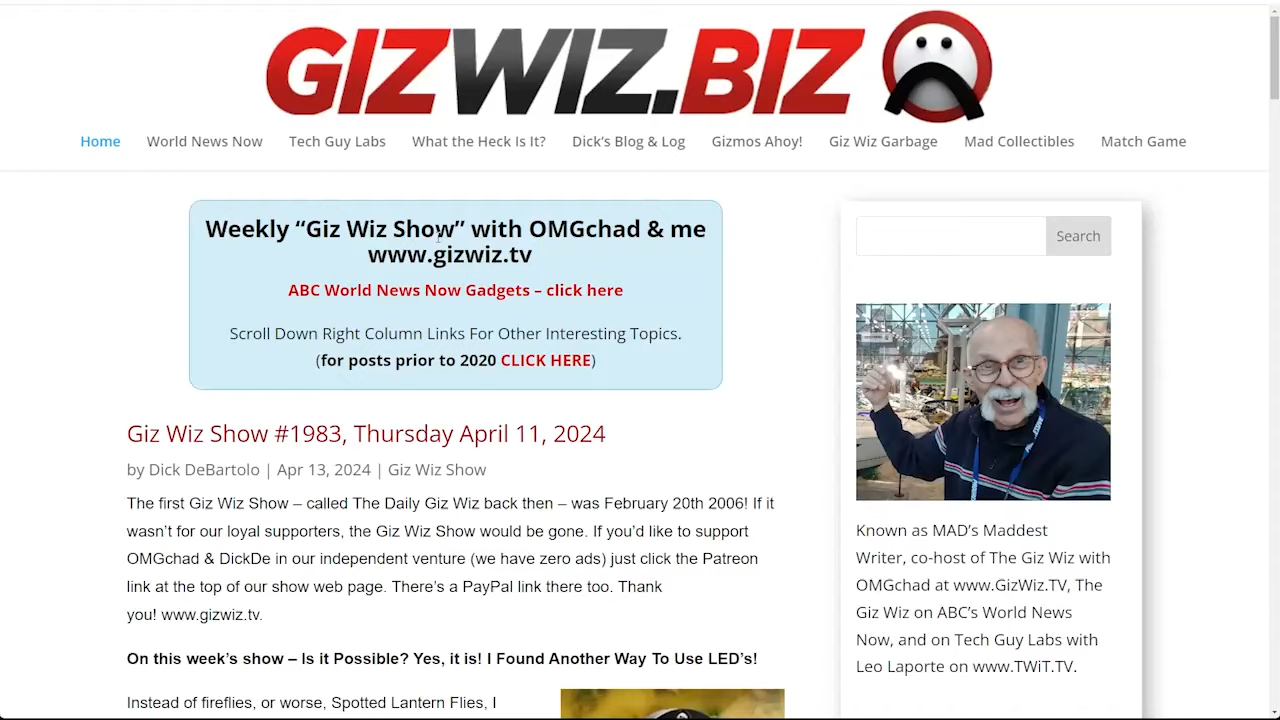 GIZWIZ.BIZ
Home World News Now Tech Guy Labs What the Heck Is It? Dick's Blog & Log Gizmos Ahoy! Giz Wiz Garbage Mad Collectibles Match Game
Weekly “Giz Wiz Show” with OMGchad & me
www.gizwiz.tv
ABC World News Now Gadgets – click here
Scroll Down Right Column Links For Other Interesting Topics.
(for posts prior to 2020 CLICK HERE)
Giz Wiz Show #1983, Thursday April 11, 2024
by Dick DeBartolo | Apr 13, 2024 | Giz Wiz Show
The first Giz Wiz Show – called The Daily Giz Wiz back then – was February 20th 2006! If it
wasn’t for our loyal supporters, the Giz Wiz Show would be gone. If you’d like to support
OMGchad & DickDe in our independent venture (we have zero ads) just click the Patreon
link at the top of our show web page. There’s a PayPal link there too. Thank
you! www.gizwiz.tv.
On this week’s show – Is it Possible? Yes, it is! I Found Another Way To Use LED’s!
Instead of fireflies, or worse, Spotted Lantern Flies, I
Search
Known as MAD’s Maddest
Writer, co-host of The Giz Wiz with
OMGchad at www.GizWiz.TV, The
Giz Wiz on ABC’s World News
Now, and on Tech Guy Labs with
Leo Laporte on www.TWiT.TV.